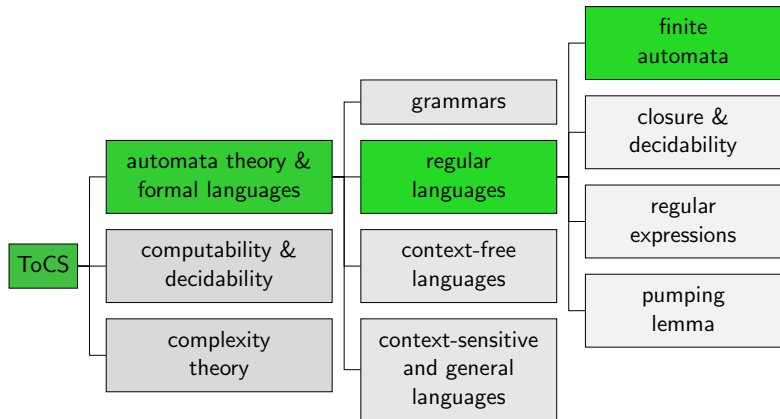 ToCS
automata theory &
formal languages
computability &
decidability
complexity
theory
grammars
regular
languages
context-free
languages
context-sensitive
and general
languages
finite
automata
closure &
decidability
regular
expressions
pumping
lemma